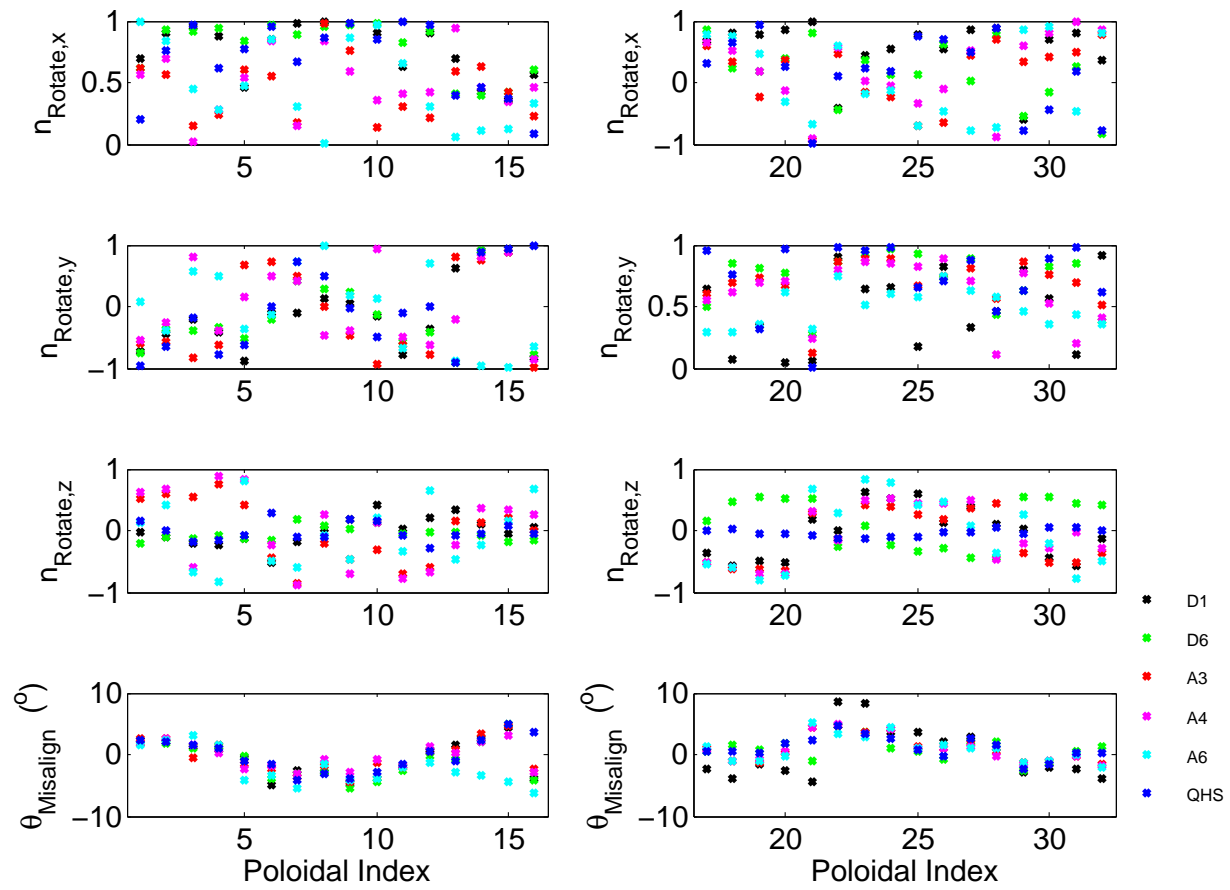 1
0.5
0
n_Rotate,x
5 10 15
1
0
−1
n_Rotate,x
20 25 30
1
0
−1
n_Rotate,y
5 10 15
1
0.5
0
n_Rotate,y
20 25 30
1
0
−1
n_Rotate,z
5 10 15
1
0
−1
n_Rotate,z
20 25 30
10
0
−10
θ_Misalign (°)
5 10 15
Poloidal Index
10
0
−10
θ_Misalign (°)
20 25 30
Poloidal Index
D1
D6
A3
A4
A6
QHS